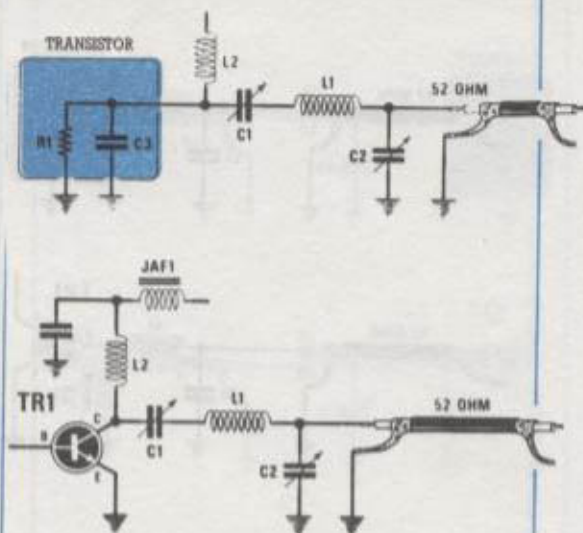 TRANSISTOR
L2
L1
52 OHM
R1
C3
C1
C2
JAF1
L2
TR1
C
L1
52 OHM
B
C1
E
C2